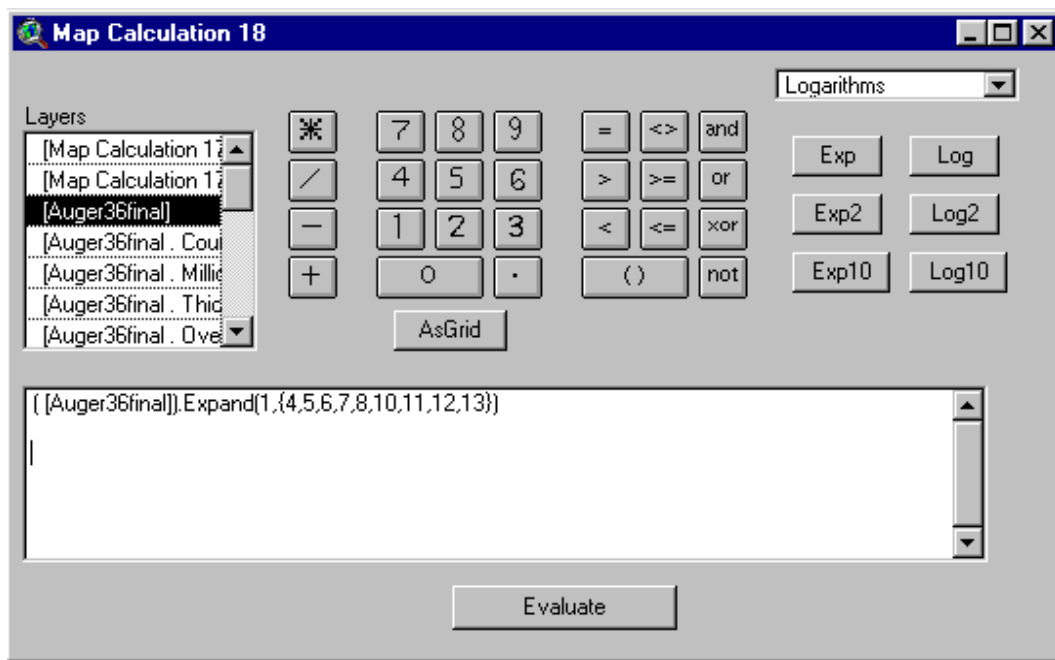 Map Calculation 18
Logarithms
Layers
[Map Calculation 17
[Map Calculation 17
[Auger36final]
[Auger36final . Cou
[Auger36final . Millic
[Auger36final . Thic
[Auger36final . Ove
* 7 8 9 = <> and
/ 4 5 6 > >= or
- 1 2 3 < <= xor
+ 0 . ( ) not
AsGrid
Exp Log
Exp2 Log2
Exp10 Log10
( [Auger36final]).Expand(1,{4,5,6,7,8,10,11,12,13})
Evaluate